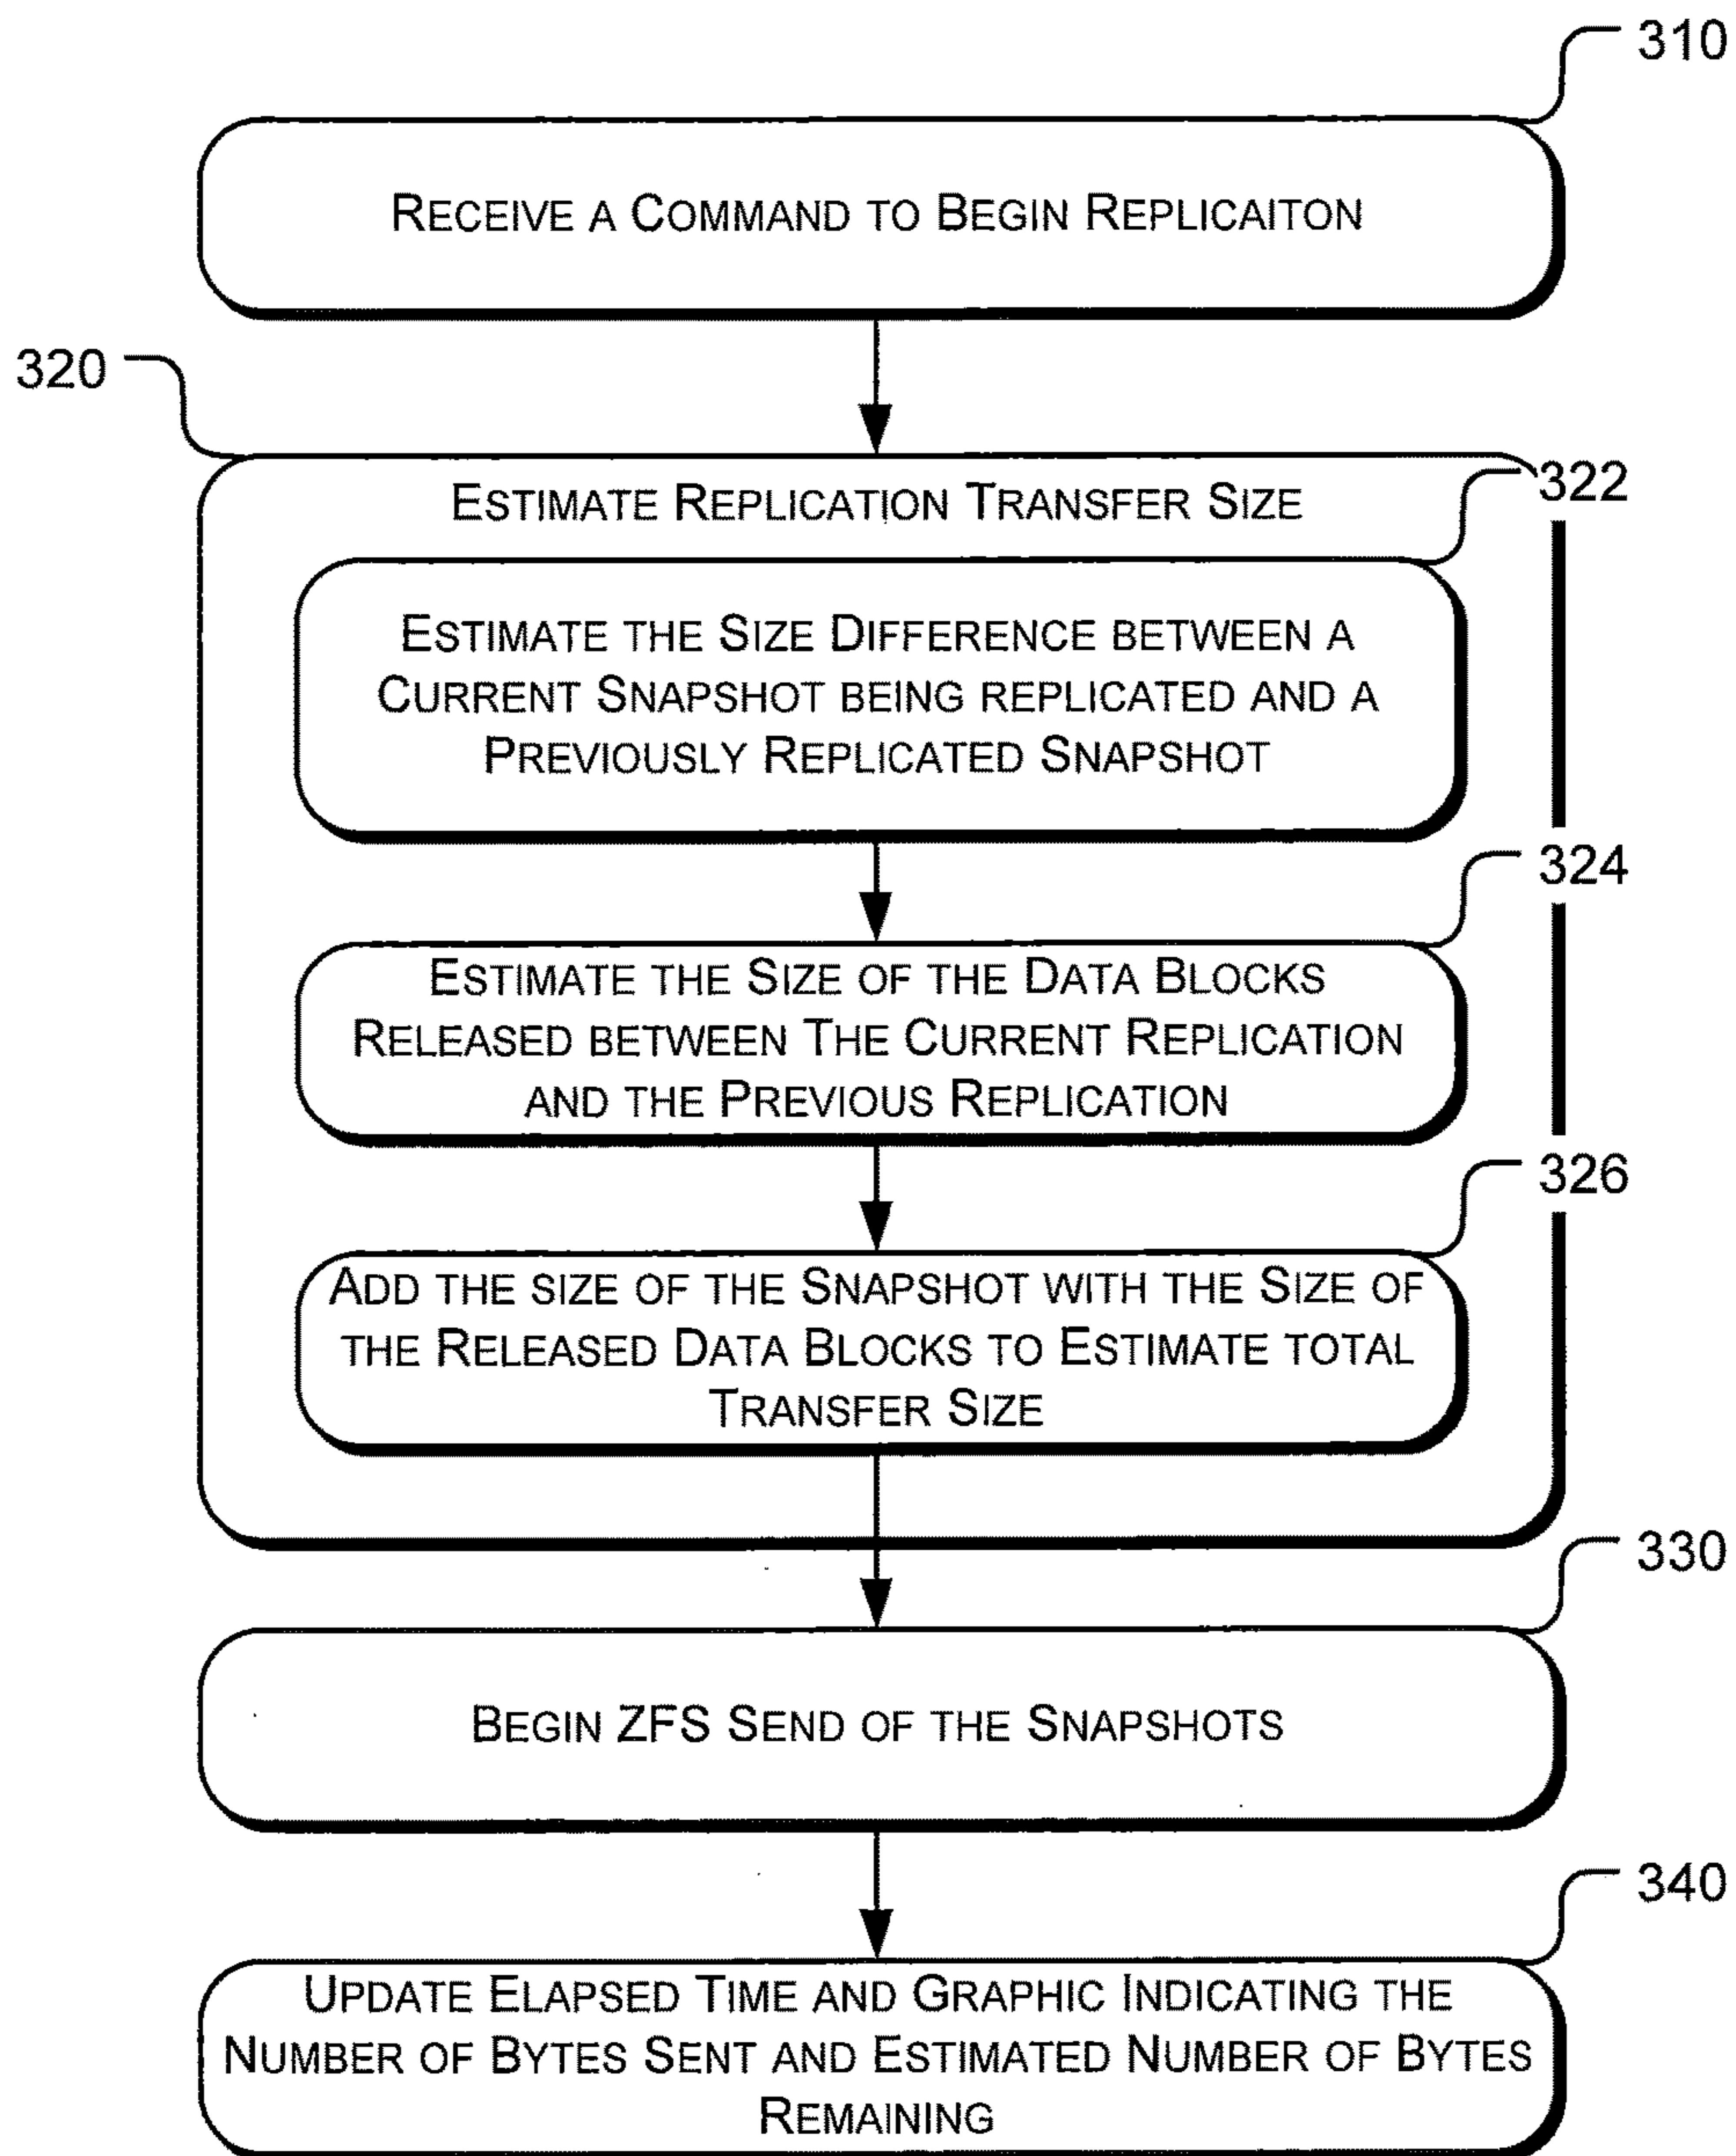 310
RECEIVE A COMMAND TO BEGIN REPLICAITON
320
ESTIMATE REPLICATION TRANSFER SIZE
322
ESTIMATE THE SIZE DIFFERENCE BETWEEN A
CURRENT SNAPSHOT BEING REPLICATED AND A
PREVIOUSLY REPLICATED SNAPSHOT
324
ESTIMATE THE SIZE OF THE DATA BLOCKS
RELEASED BETWEEN THE CURRENT REPLICATION
AND THE PREVIOUS REPLICATION
326
ADD THE SIZE OF THE SNAPSHOT WITH THE SIZE OF
THE RELEASED DATA BLOCKS TO ESTIMATE TOTAL
TRANSFER SIZE
330
BEGIN ZFS SEND OF THE SNAPSHOTS
340
UPDATE ELAPSED TIME AND GRAPHIC INDICATING THE
NUMBER OF BYTES SENT AND ESTIMATED NUMBER OF BYTES
REMAINING